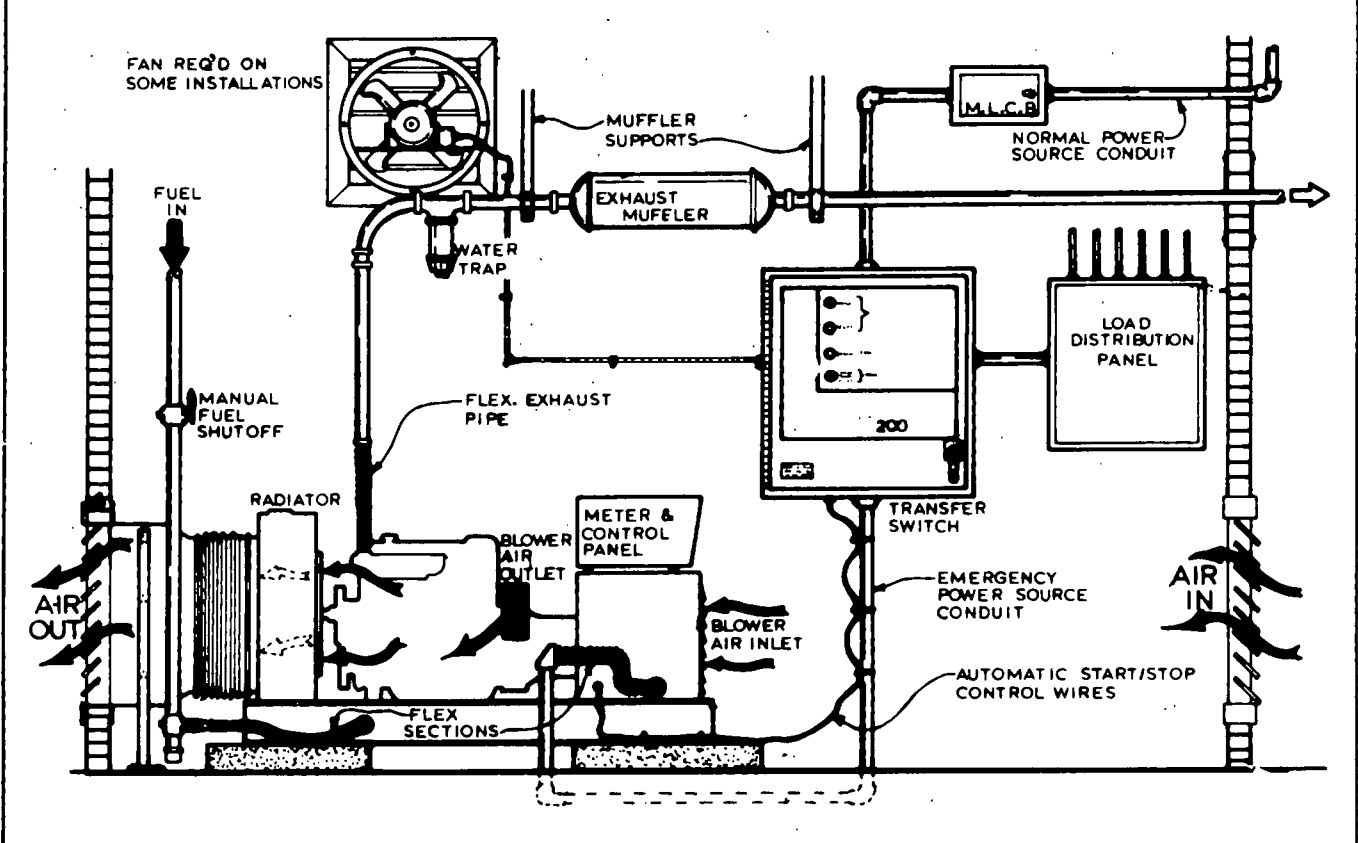 FAN REQ'D ON
SOME INSTALLATIONS
MUFFLER
SUPPORTS
M.L.C.B
NORMAL POWER
SOURCE CONDUIT
FUEL
IN
EXHAUST
MUFFLER
WATER
TRAP
LOAD
DISTRIBUTION
PANEL
MANUAL
FUEL
SHUTOFF
FLEX. EXHAUST
PIPE
200
RADIATOR
METER &
CONTROL
PANEL
TRANSFER
SWITCH
BLOWER
AIR
OUTLET
AIR
OUT
EMERGENCY
POWER SOURCE
CONDUIT
AIR
IN
BLOWER
AIR INLET
AUTOMATIC START/STOP
CONTROL WIRES
FLEX
SECTIONS